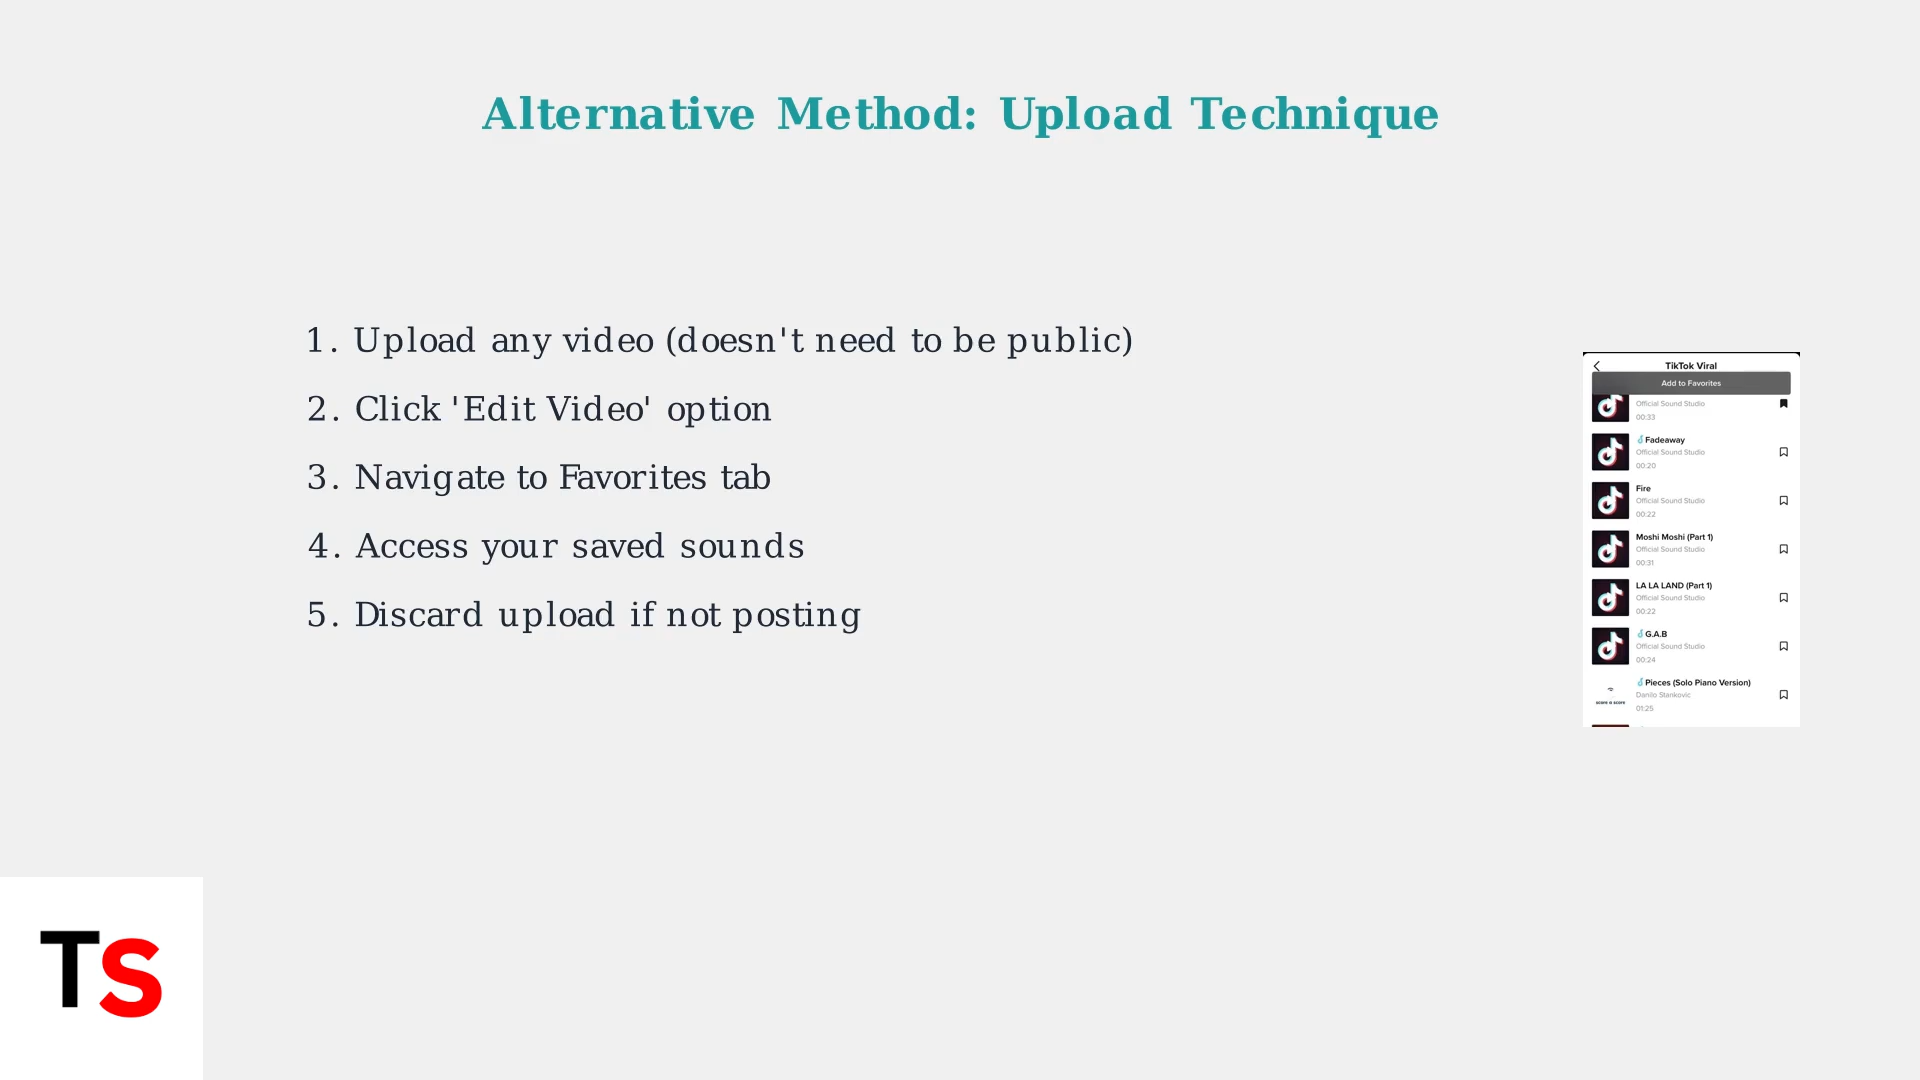 Alternative Method: Upload Technique
1. Upload any video (doesn't need to be public)
2. Click 'Edit Video' option
3. Navigate to Favorites tab
4. Access your saved sounds
5. Discard upload if not posting
TikTok Viral
Add to Favorites
Official Sound Studio
00:33
Fadeaway
Official Sound Studio
00:20
Fire
Official Sound Studio
00:22
Moshi Moshi (Part 1)
Official Sound Studio
00:31
LA LA LAND (Part 1)
Official Sound Studio
00:22
G.A.B
Official Sound Studio
00:24
Pieces (Solo Piano Version)
Danilo Stankovic
01:25
SCORE A SCORE
TS